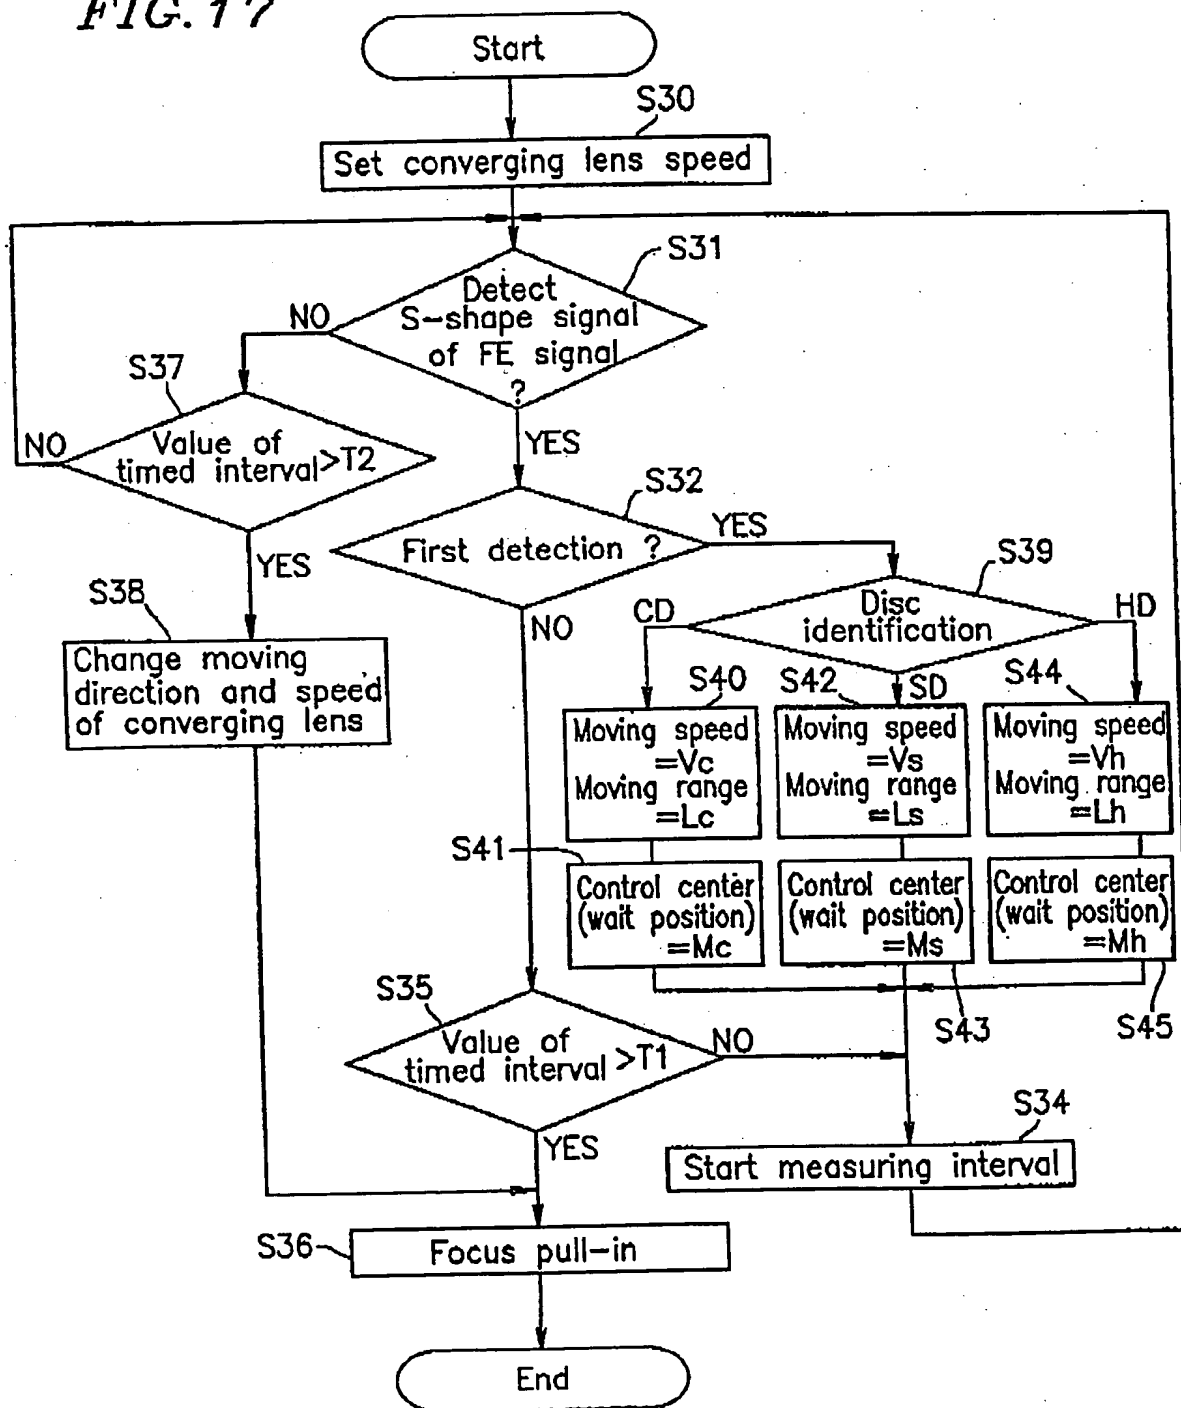 FIG. 17
Start
S30
Set converging lens speed
S31
Detect
S-shape signal
of FE signal
?
NO
S37
Value of
timed interval>T2
NO
YES
YES
S32
First detection ?
YES
NO
S38
Change moving
direction and speed
of converging lens
S39
Disc
identification
CD
SD
HD
S40
Moving speed
=Vc
Moving range
=Lc
S42
Moving speed
=Vs
Moving range
=Ls
S44
Moving speed
=Vh
Moving range
=Lh
S41
Control center
(wait position)
=Mc
Control center
(wait position)
=Ms
Control center
(wait position)
=Mh
S43
S45
S35
Value of
timed interval>T1
NO
YES
S34
Start measuring interval
S36
Focus pull-in
End